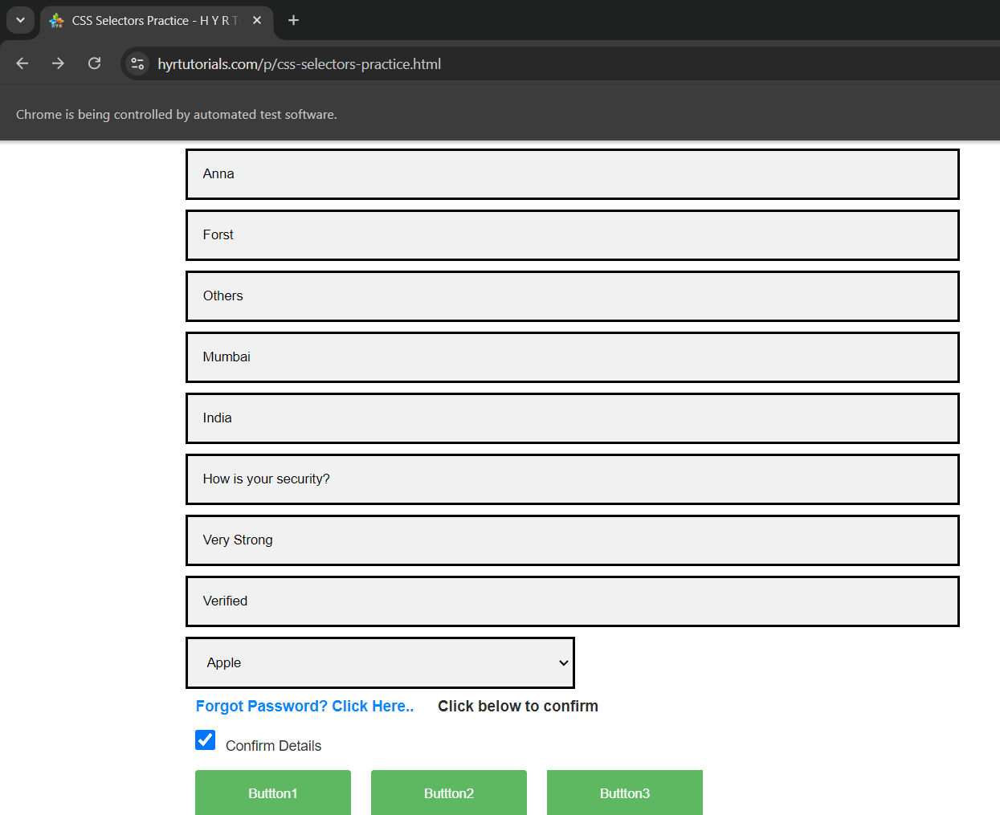 CSS Selectors Practice - H Y R T
hyrtutorials.com/p/css-selectors-practice.html
Chrome is being controlled by automated test software.
Anna
Forst
Others
Mumbai
India
How is your security?
Very Strong
Verified
Apple
Forgot Password? Click Here.. Click below to confirm
Confirm Details
Buttton1 Buttton2 Buttton3